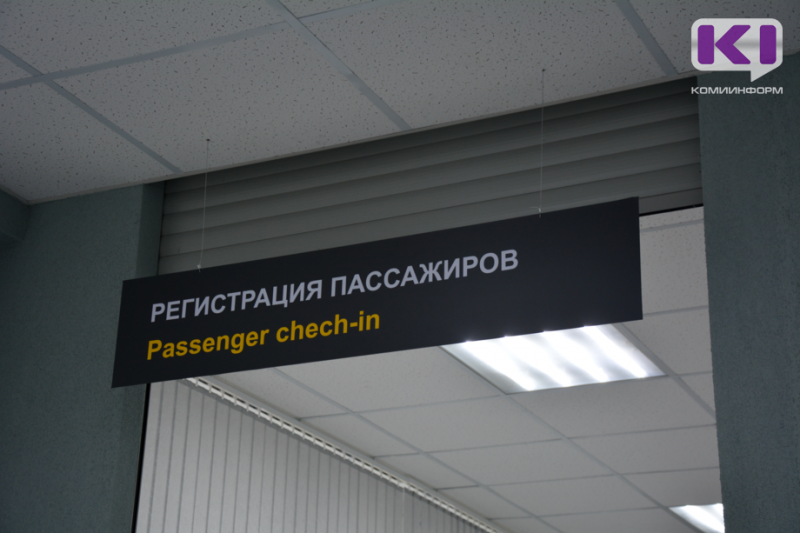 KI
КОМИИНФОРМ
РЕГИСТРАЦИЯ ПАССАЖИРОВ
Passenger chech-in